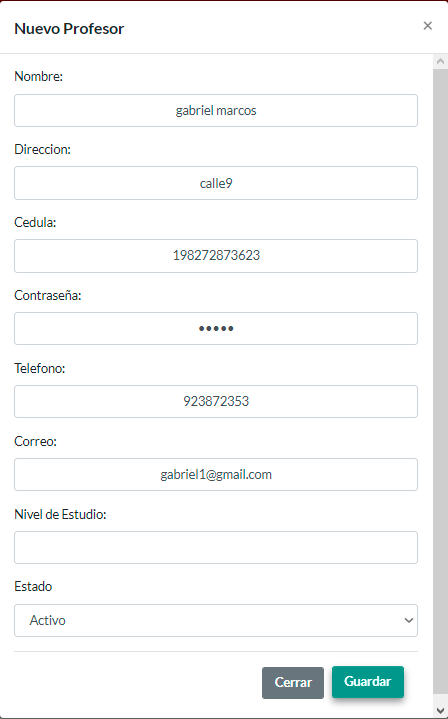 Nuevo Profesor ×
Nombre:
gabriel marcos
Direccion:
calle9
Cedula:
198272873623
Contraseña:
•••••
Telefono:
923872353
Correo:
gabriel1@gmail.com
Nivel de Estudio:
Estado
Activo
Cerrar Guardar